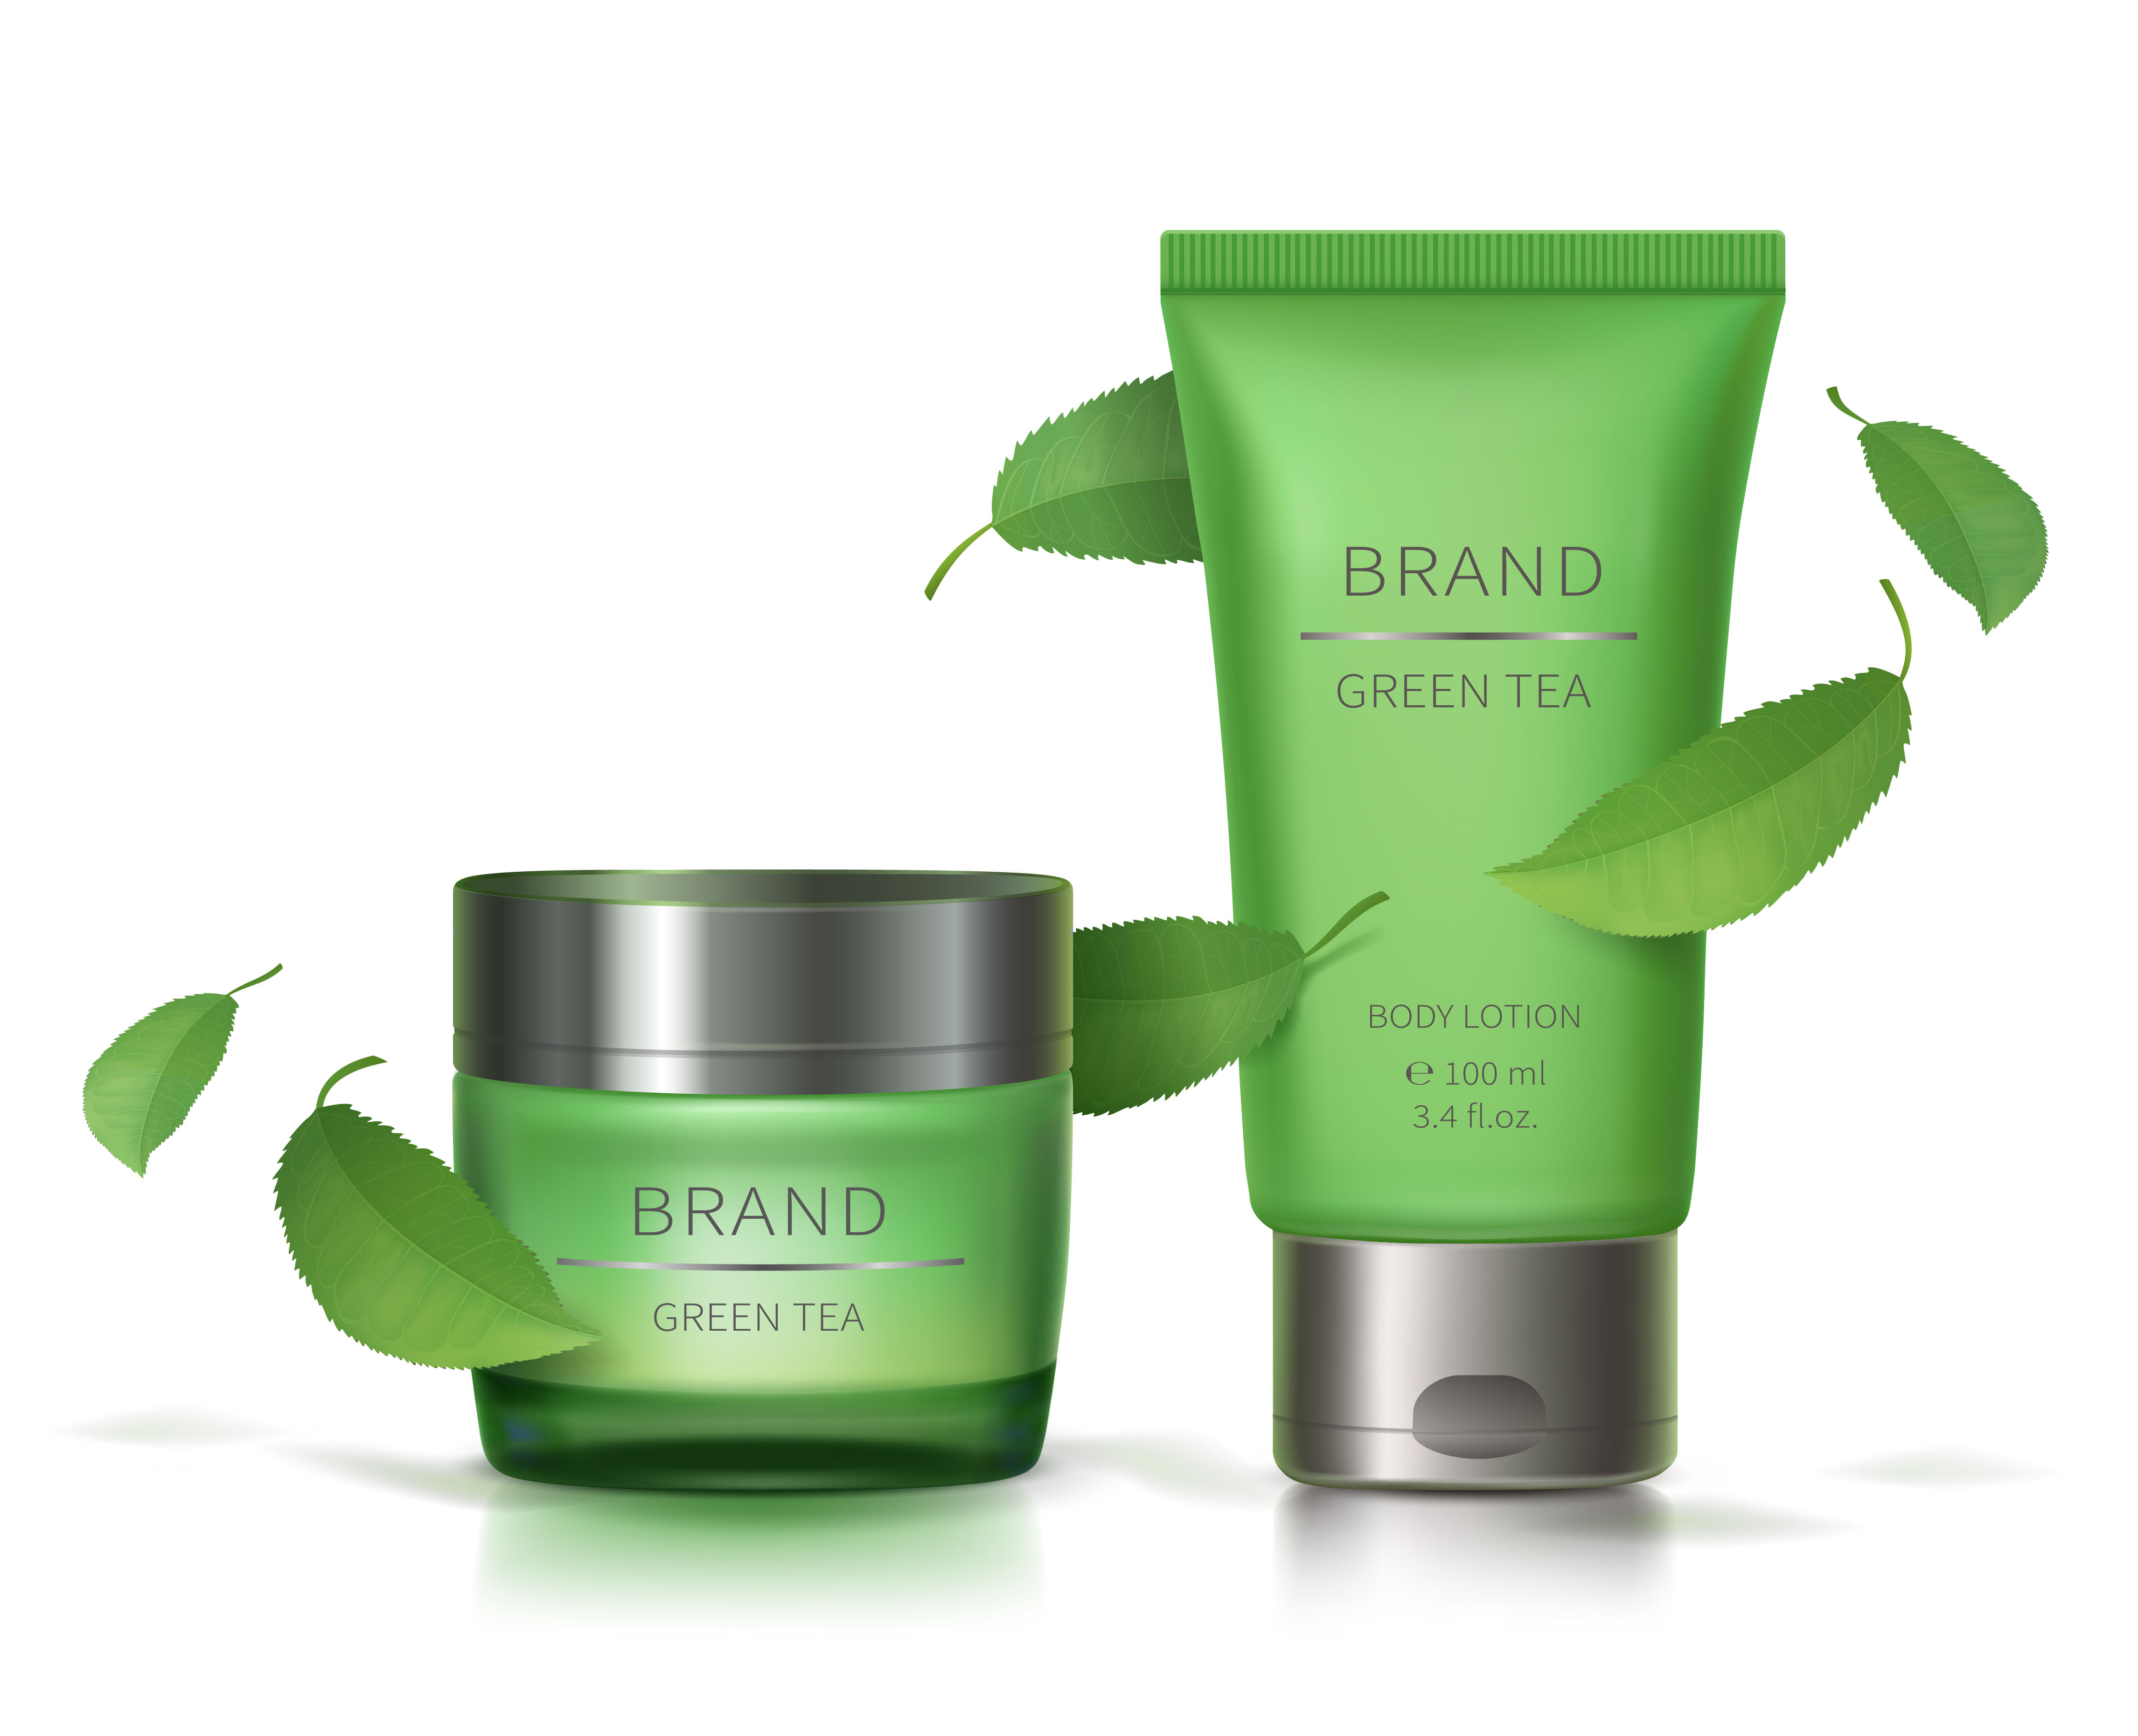 BRAND
GREEN TEA
BODY LOTION
℮ 100 ml
3.4 fl.oz.
BRAND
GREEN TEA